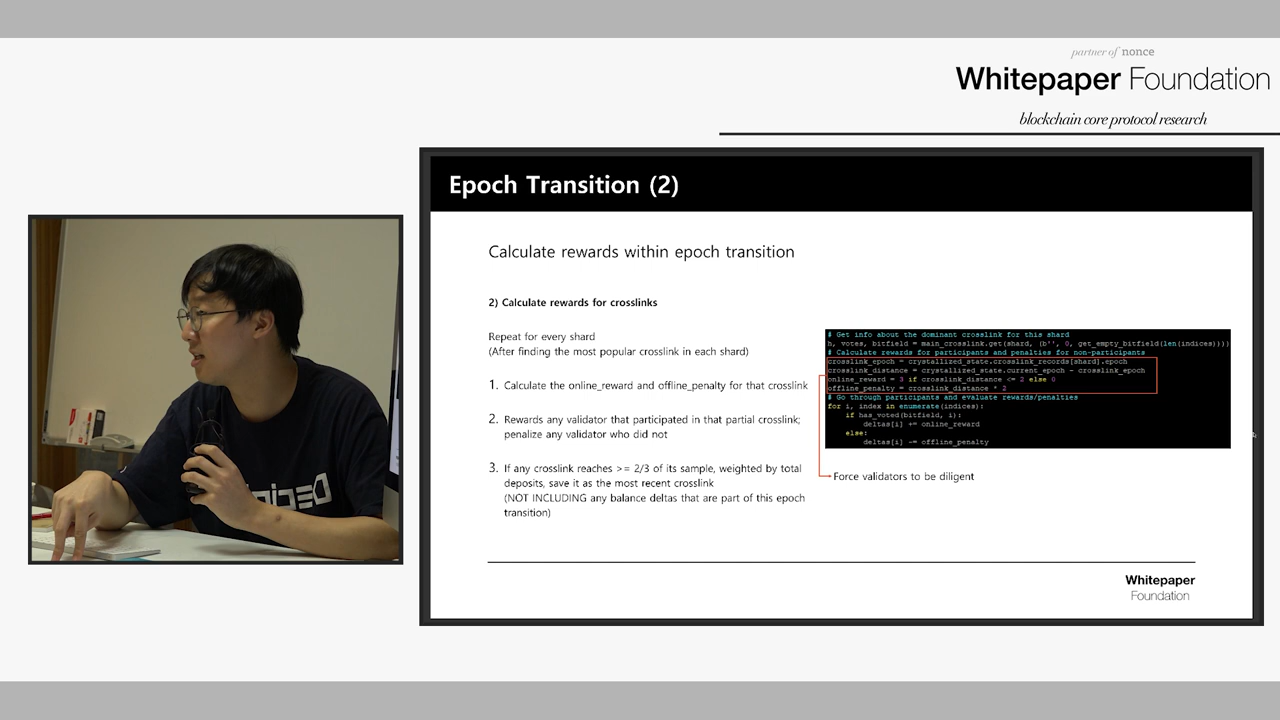 partner of nonce
Whitepaper Foundation
blockchain core protocol research
Epoch Transition (2)
Calculate rewards within epoch transition
2) Calculate rewards for crosslinks
Repeat for every shard
(After finding the most popular crosslink in each shard)
1. Calculate the online_reward and offline_penalty for that crosslink
2. Rewards any validator that participated in that partial crosslink;
penalize any validator who did not
3. If any crosslink reaches >= 2/3 of its sample, weighted by total
deposits, save it as the most recent crosslink
(NOT INCLUDING any balance deltas that are part of this epoch
transition)
# Get info about the dominant crosslink for this shard
h, votes, bitfield = main_crosslink.get(shard, (b'', 0, get_empty_bitfield(len(indices))))
# Calculate rewards for participants and penalties for non-participants
crosslink_epoch = crystallized_state.crosslink_records[shard].epoch
crosslink_distance = crystallized_state.current_epoch - crosslink_epoch
online_reward = 3 if crosslink_distance <= 2 else 0
offline_penalty = crosslink_distance * 2
# Go through participants and evaluate rewards/penalties
for i, index in enumerate(indices):
if has_voted(bitfield, i):
deltas[i] += online_reward
else:
deltas[i] -= offline_penalty
Force validators to be diligent
Whitepaper
Foundation